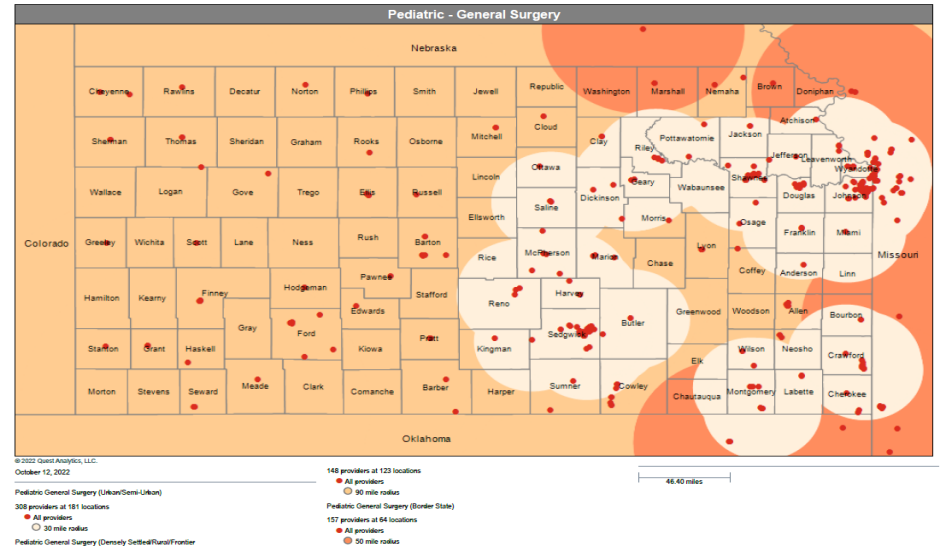 Pediatric - General Surgery
Nebraska
Cheyenne Rawlins Decatur Norton Phillips Smith Jewell Republic Washington Marshall Nemaha Brown Doniphan
Atchison
Sherman Thomas Sheridan Graham Rooks Osborne Mitchell Cloud Clay Riley Pottawatomie Jackson Jefferson Leavenworth
Wallace Logan Gove Trego Ellis Russell Lincoln Ottawa Geary Wabaunsee Shawnee Douglas Wyandotte Johnson
Saline Dickinson
Ellsworth Morris Osage Franklin Miami
Colorado Greeley Wichita Scott Lane Ness Rush Barton Rice McPherson Marion Chase Lyon Missouri
Coffey Anderson Linn
Hamilton Kearny Finney Hodgeman Pawnee Stafford Reno Harvey
Gray Ford Edwards Butler Greenwood Woodson Allen Bourbon
Stanton Grant Haskell Kiowa Pratt Kingman Sedgwick Elk Wilson Neosho Crawford
Morton Stevens Seward Meade Clark Comanche Barber Harper Sumner Cowley Chautauqua Montgomery Labette Cherokee
Oklahoma
© 2022 Quest Analytics, LLC.
October 12, 2022
Pediatric General Surgery (Urban/Semi-Urban)
308 providers at 181 locations
All providers
30 mile radius
Pediatric General Surgery (Densely Settled/Rural/Frontier
148 providers at 123 locations
All providers
90 mile radius
Pediatric General Surgery (Border State)
157 providers at 64 locations
All providers
50 mile radius
46.40 miles